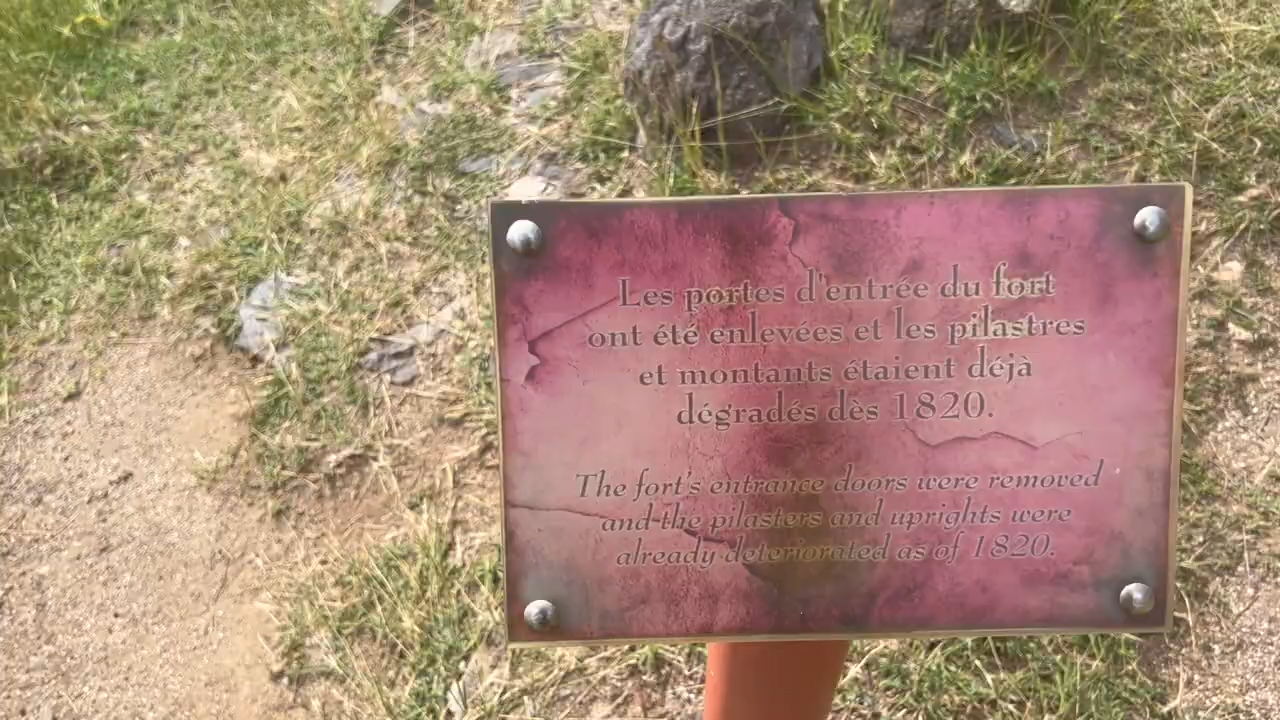 Les portes d'entrée du fort
ont été enlevées et les pilastres
et montants étaient déjà
dégradés dès 1820.
The fort's entrance doors were removed
and the pilasters and uprights were
already deteriorated as of 1820.